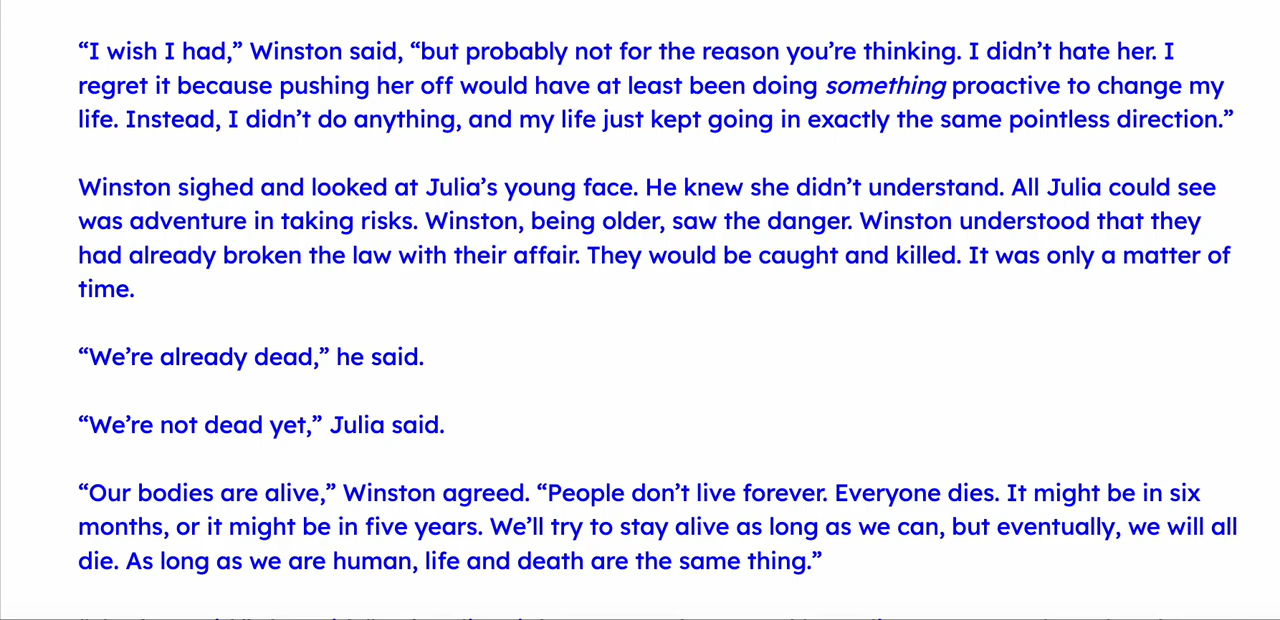 “I wish I had,” Winston said, “but probably not for the reason you’re thinking. I didn’t hate her. I
regret it because pushing her off would have at least been doing something proactive to change my
life. Instead, I didn’t do anything, and my life just kept going in exactly the same pointless direction.”
Winston sighed and looked at Julia’s young face. He knew she didn’t understand. All Julia could see
was adventure in taking risks. Winston, being older, saw the danger. Winston understood that they
had already broken the law with their affair. They would be caught and killed. It was only a matter of
time.
“We’re already dead,” he said.
“We’re not dead yet,” Julia said.
“Our bodies are alive,” Winston agreed. “People don’t live forever. Everyone dies. It might be in six
months, or it might be in five years. We’ll try to stay alive as long as we can, but eventually, we will all
die. As long as we are human, life and death are the same thing.”